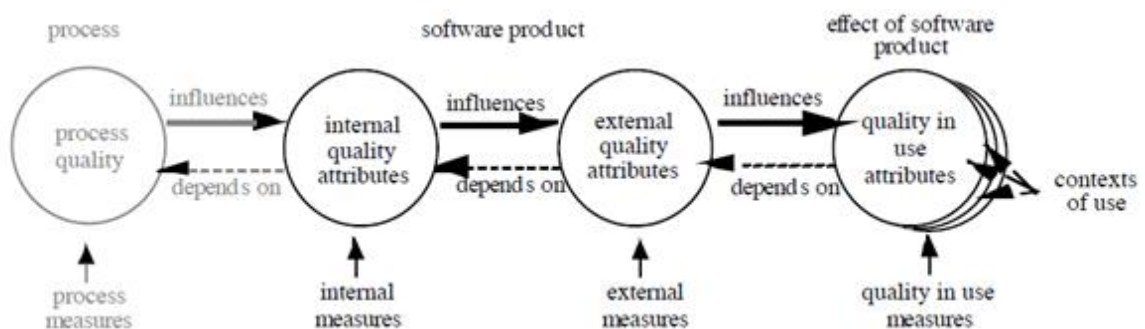 process
software product
effect of software
product
influences
influences
influences
process
quality
internal
quality
attributes
external
quality
attributes
quality in
use
attributes
depends on
depends on
depends on
contexts
of use
process
measures
internal
measures
external
measures
quality in use
measures